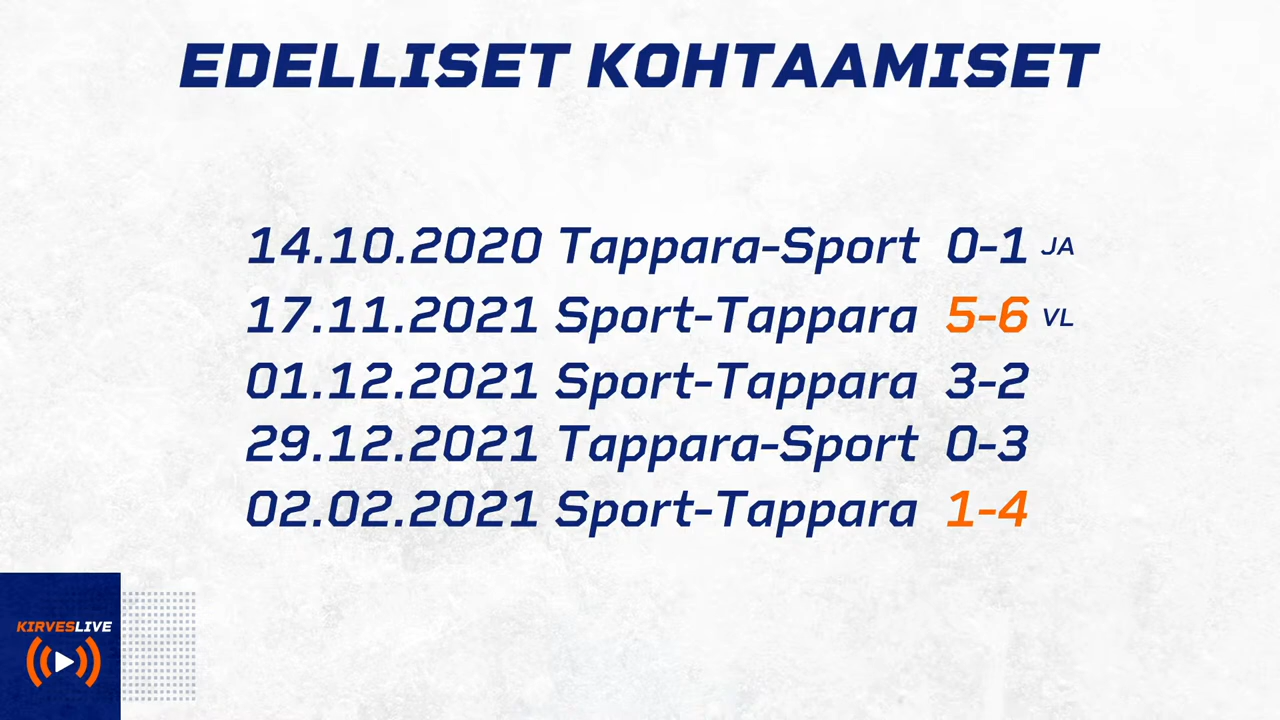 EDELLISET KOHTAAMISET
14.10.2020 Tappara-Sport 0-1 JA
17.11.2021 Sport-Tappara 5-6 VL
01.12.2021 Sport-Tappara 3-2
29.12.2021 Tappara-Sport 0-3
02.02.2021 Sport-Tappara 1-4
KIRVESLIVE